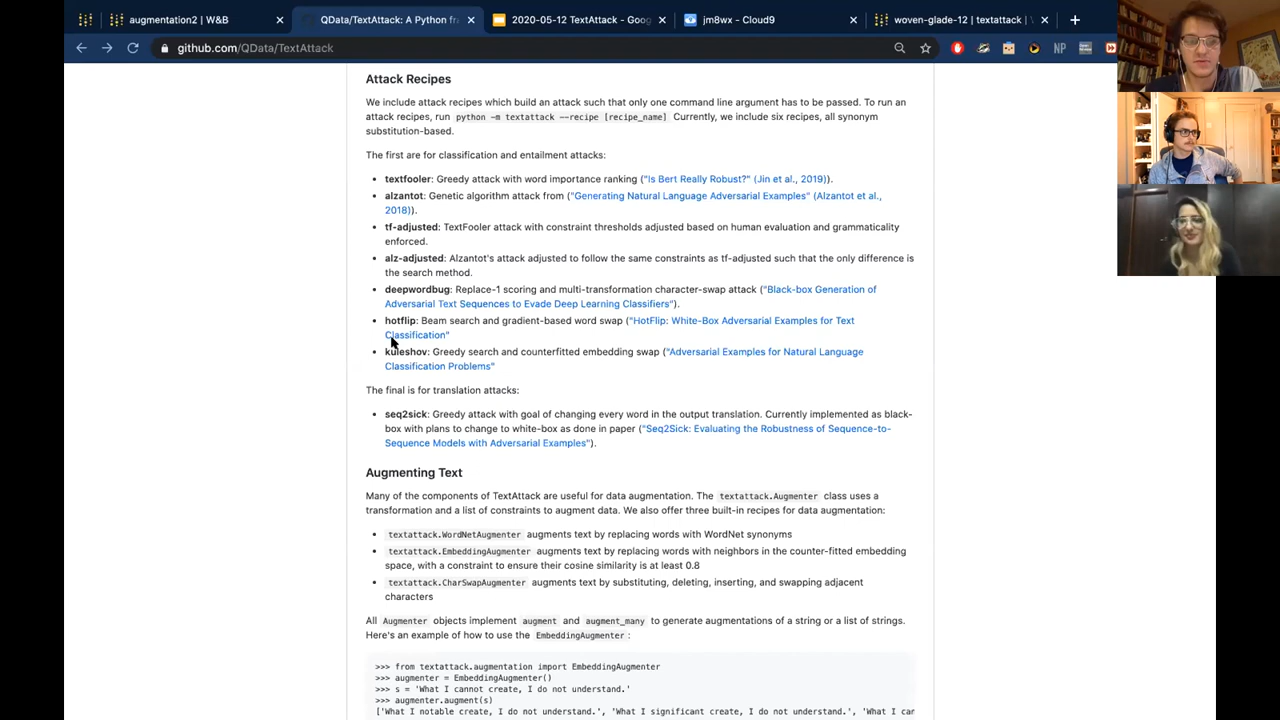 augmentation2 | W&B
QData/TextAttack: A Python fr
2020-05-12 TextAttack - Goog
jm8wx - Cloud9
woven-glade-12 | textattack |
github.com/QData/TextAttack
NP
Attack Recipes
We include attack recipes which build an attack such that only one command line argument has to be passed. To run an
attack recipes, run python -m textattack --recipe [recipe_name] Currently, we include six recipes, all synonym
substitution-based.
The first are for classification and entailment attacks:
• textfooler: Greedy attack with word importance ranking ("Is Bert Really Robust?" (Jin et al., 2019)).
• alzantot: Genetic algorithm attack from ("Generating Natural Language Adversarial Examples" (Alzantot et al.,
2018)).
• tf-adjusted: TextFooler attack with constraint thresholds adjusted based on human evaluation and grammaticality
enforced.
• alz-adjusted: Alzantot's attack adjusted to follow the same constraints as tf-adjusted such that the only difference is
the search method.
• deepwordbug: Replace-1 scoring and multi-transformation character-swap attack ("Black-box Generation of
Adversarial Text Sequences to Evade Deep Learning Classifiers").
• hotflip: Beam search and gradient-based word swap ("HotFlip: White-Box Adversarial Examples for Text
Classification"
• kuleshov: Greedy search and counterfitted embedding swap ("Adversarial Examples for Natural Language
Classification Problems"
The final is for translation attacks:
• seq2sick: Greedy attack with goal of changing every word in the output translation. Currently implemented as black-
box with plans to change to white-box as done in paper ("Seq2Sick: Evaluating the Robustness of Sequence-to-
Sequence Models with Adversarial Examples").
Augmenting Text
Many of the components of TextAttack are useful for data augmentation. The textattack.Augmenter class uses a
transformation and a list of constraints to augment data. We also offer three built-in recipes for data augmentation:
• textattack.WordNetAugmenter augments text by replacing words with WordNet synonyms
• textattack.EmbeddingAugmenter augments text by replacing words with neighbors in the counter-fitted embedding
space, with a constraint to ensure their cosine similarity is at least 0.8
• textattack.CharSwapAugmenter augments text by substituting, deleting, inserting, and swapping adjacent
characters
All Augmenter objects implement augment and augment_many to generate augmentations of a string or a list of strings.
Here's an example of how to use the EmbeddingAugmenter:
>>> from textattack.augmentation import EmbeddingAugmenter
>>> augmenter = EmbeddingAugmenter()
>>> s = 'What I cannot create, I do not understand.'
>>> augmenter.augment(s)
['What I notable create, I do not understand.', 'What I significant create, I do not understand.', 'What I car